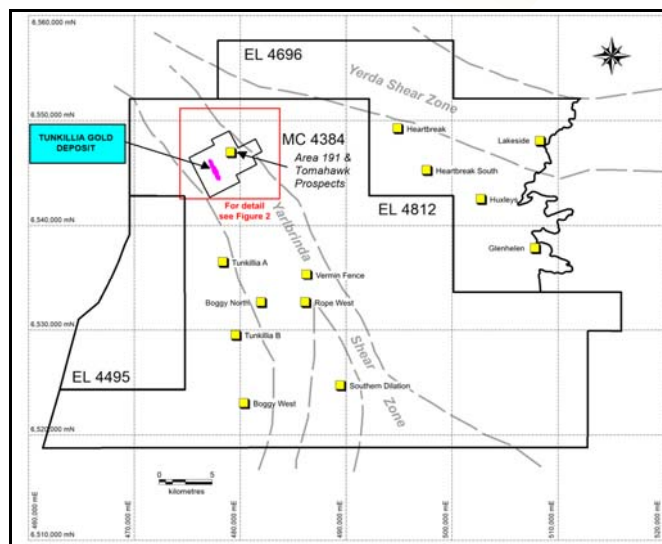 6,560,000 mN
EL 4696
Yerda Shear Zone
6,550,000 mN
TUNKILLIA GOLD
DEPOSIT
MC 4384
Area 191 &
Tomahawk
Prospects
Heartbreak
Lakeside
Heartbreak South
For detail
see Figure 2
EL 4812
Huxleys
6,540,000 mN
Yarlbrinda
Shear
Zone
Glenhelen
Tunkillia A
Vermin Fence
Boggy North
Rope West
6,530,000 mN
Tunkillia B
EL 4495
Southern Dilation
Boggy West
6,520,000 mN
0 5
kilometres
6,510,000 mN
460,000 mE
470,000 mE
480,000 mE
490,000 mE
500,000 mE
510,000 mE